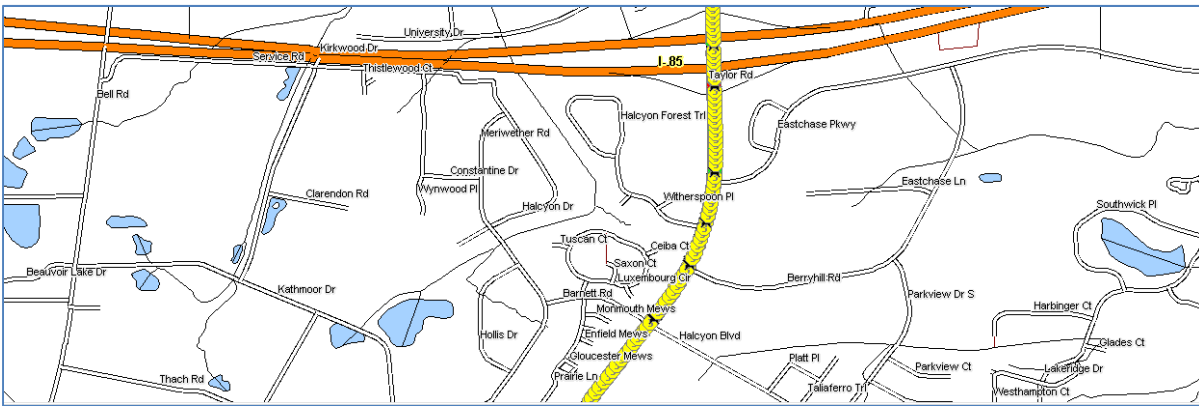 University Dr
Kirkwood Dr
Service Rd
I-85
Thistlewood Ct
Taylor Rd
Bell Rd
Halcyon Forest Trl
Eastchase Pkwy
Meriwether Rd
Constantine Dr
Wynwood Pl
Clarendon Rd
Witherspoon Pl
Eastchase Ln
Halcyon Dr
Southwick Pl
Tuscan Ct
Ceiba Ct
Saxon Ct
Beauvoir Lake Dr
Luxembourg Cir
Berryhill Rd
Kathmoor Dr
Barnett Rd
Parkview Dr S
Monmouth Mews
Harbinger Ct
Hollis Dr
Enfield Mews
Halcyon Blvd
Glades Ct
Gloucester Mews
Platt Pl
Parkview Ct
Lakeridge Dr
Thach Rd
Prairie Ln
Taliaferro Trl
Westhampton Ct